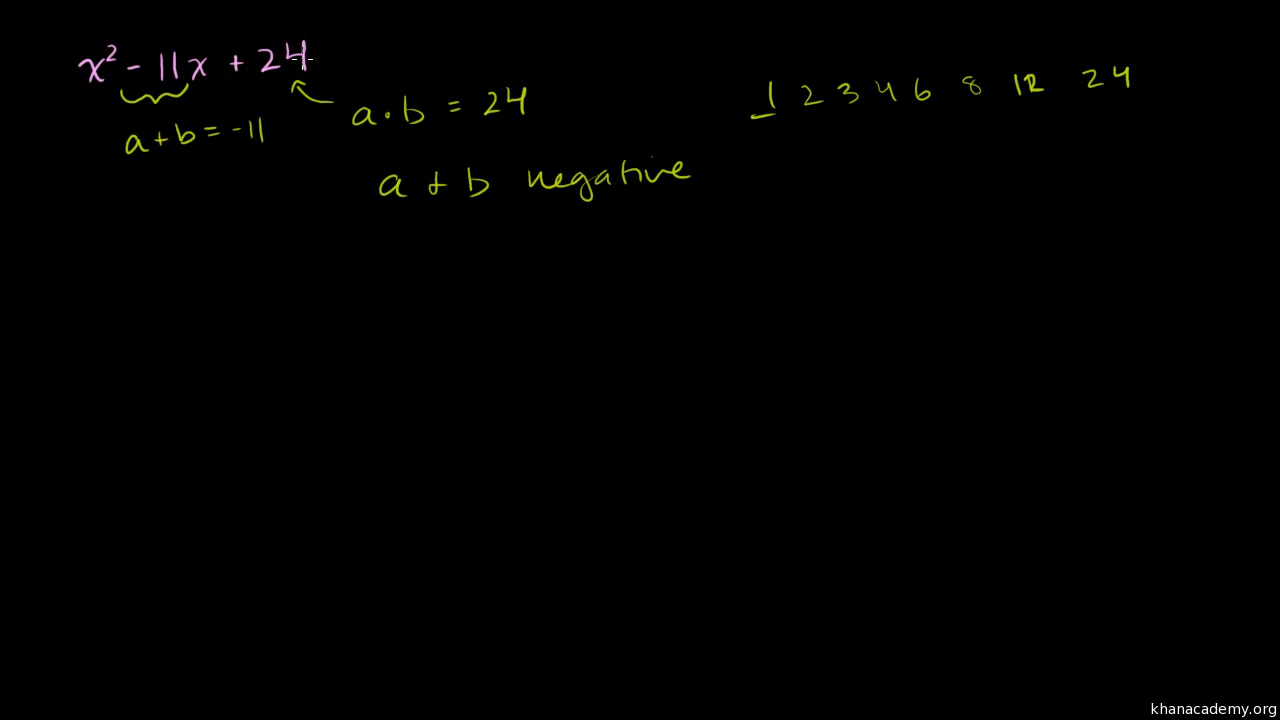 x² - 11x + 24
a + b = -11
a · b = 24
a + b negative
1 2 3 4 6 8 12 24
khanacademy.org